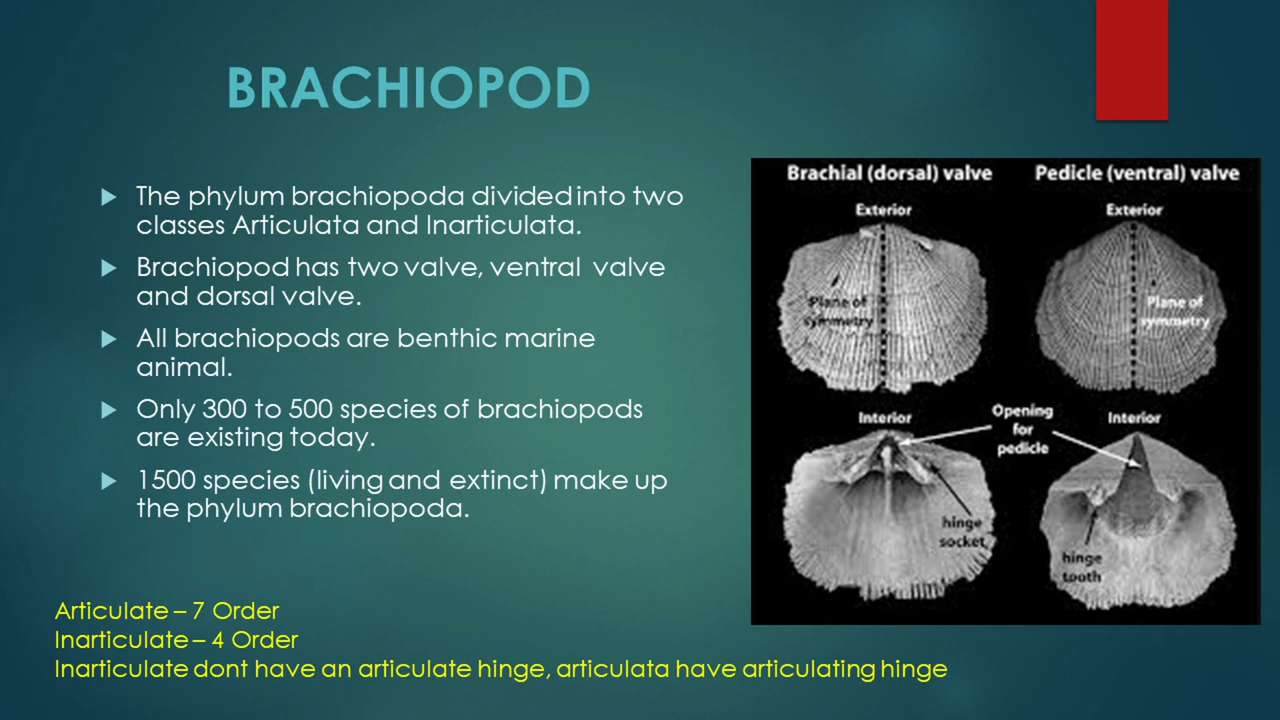 BRACHIOPOD
The phylum brachiopoda divided into two
classes Articulata and Inarticulata.
Brachiopod has two valve, ventral valve
and dorsal valve.
All brachiopods are benthic marine
animal.
Only 300 to 500 species of brachiopods
are existing today.
1500 species (living and extinct) make up
the phylum brachiopoda.
Brachial (dorsal) valve
Pedicle (ventral) valve
Exterior
Exterior
Plane of
symmetry
Plane of
symmetry
Interior
Opening
for
pedicle
Interior
hinge
socket
hinge
tooth
Articulate – 7 Order
Inarticulate – 4 Order
Inarticulate dont have an articulate hinge, articulata have articulating hinge